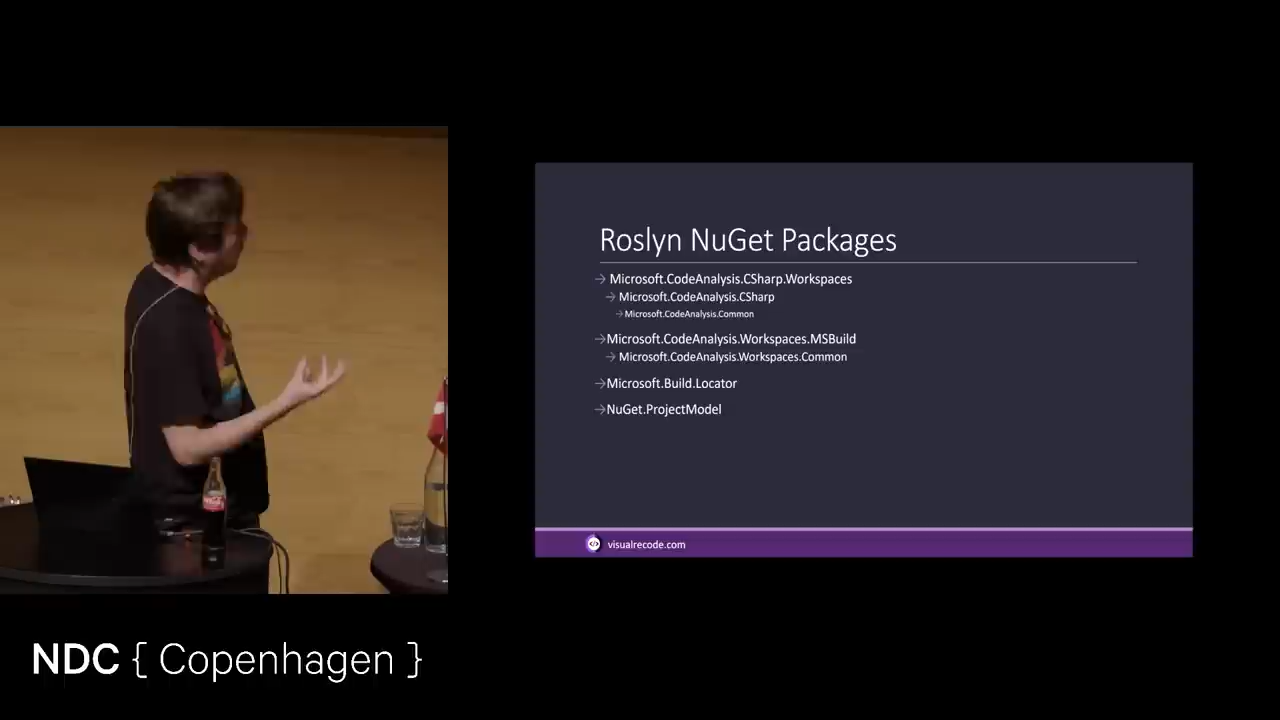 Roslyn NuGet Packages
→ Microsoft.CodeAnalysis.CSharp.Workspaces
→ Microsoft.CodeAnalysis.CSharp
→ Microsoft.CodeAnalysis.Common
→ Microsoft.CodeAnalysis.Workspaces.MSBuild
→ Microsoft.CodeAnalysis.Workspaces.Common
→ Microsoft.Build.Locator
→ NuGet.ProjectModel
visualrecode.com
NDC { Copenhagen }